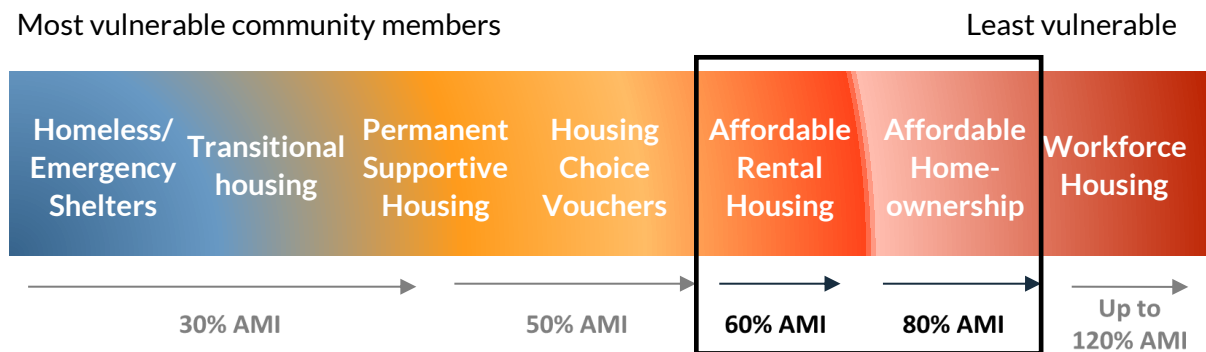 Most vulnerable community members
Least vulnerable
Homeless/
Emergency
Shelters
Transitional
housing
Permanent
Supportive
Housing
Housing
Choice
Vouchers
Affordable
Rental
Housing
Affordable
Home-
ownership
Workforce
Housing
30% AMI
50% AMI
60% AMI
80% AMI
Up to
120% AMI